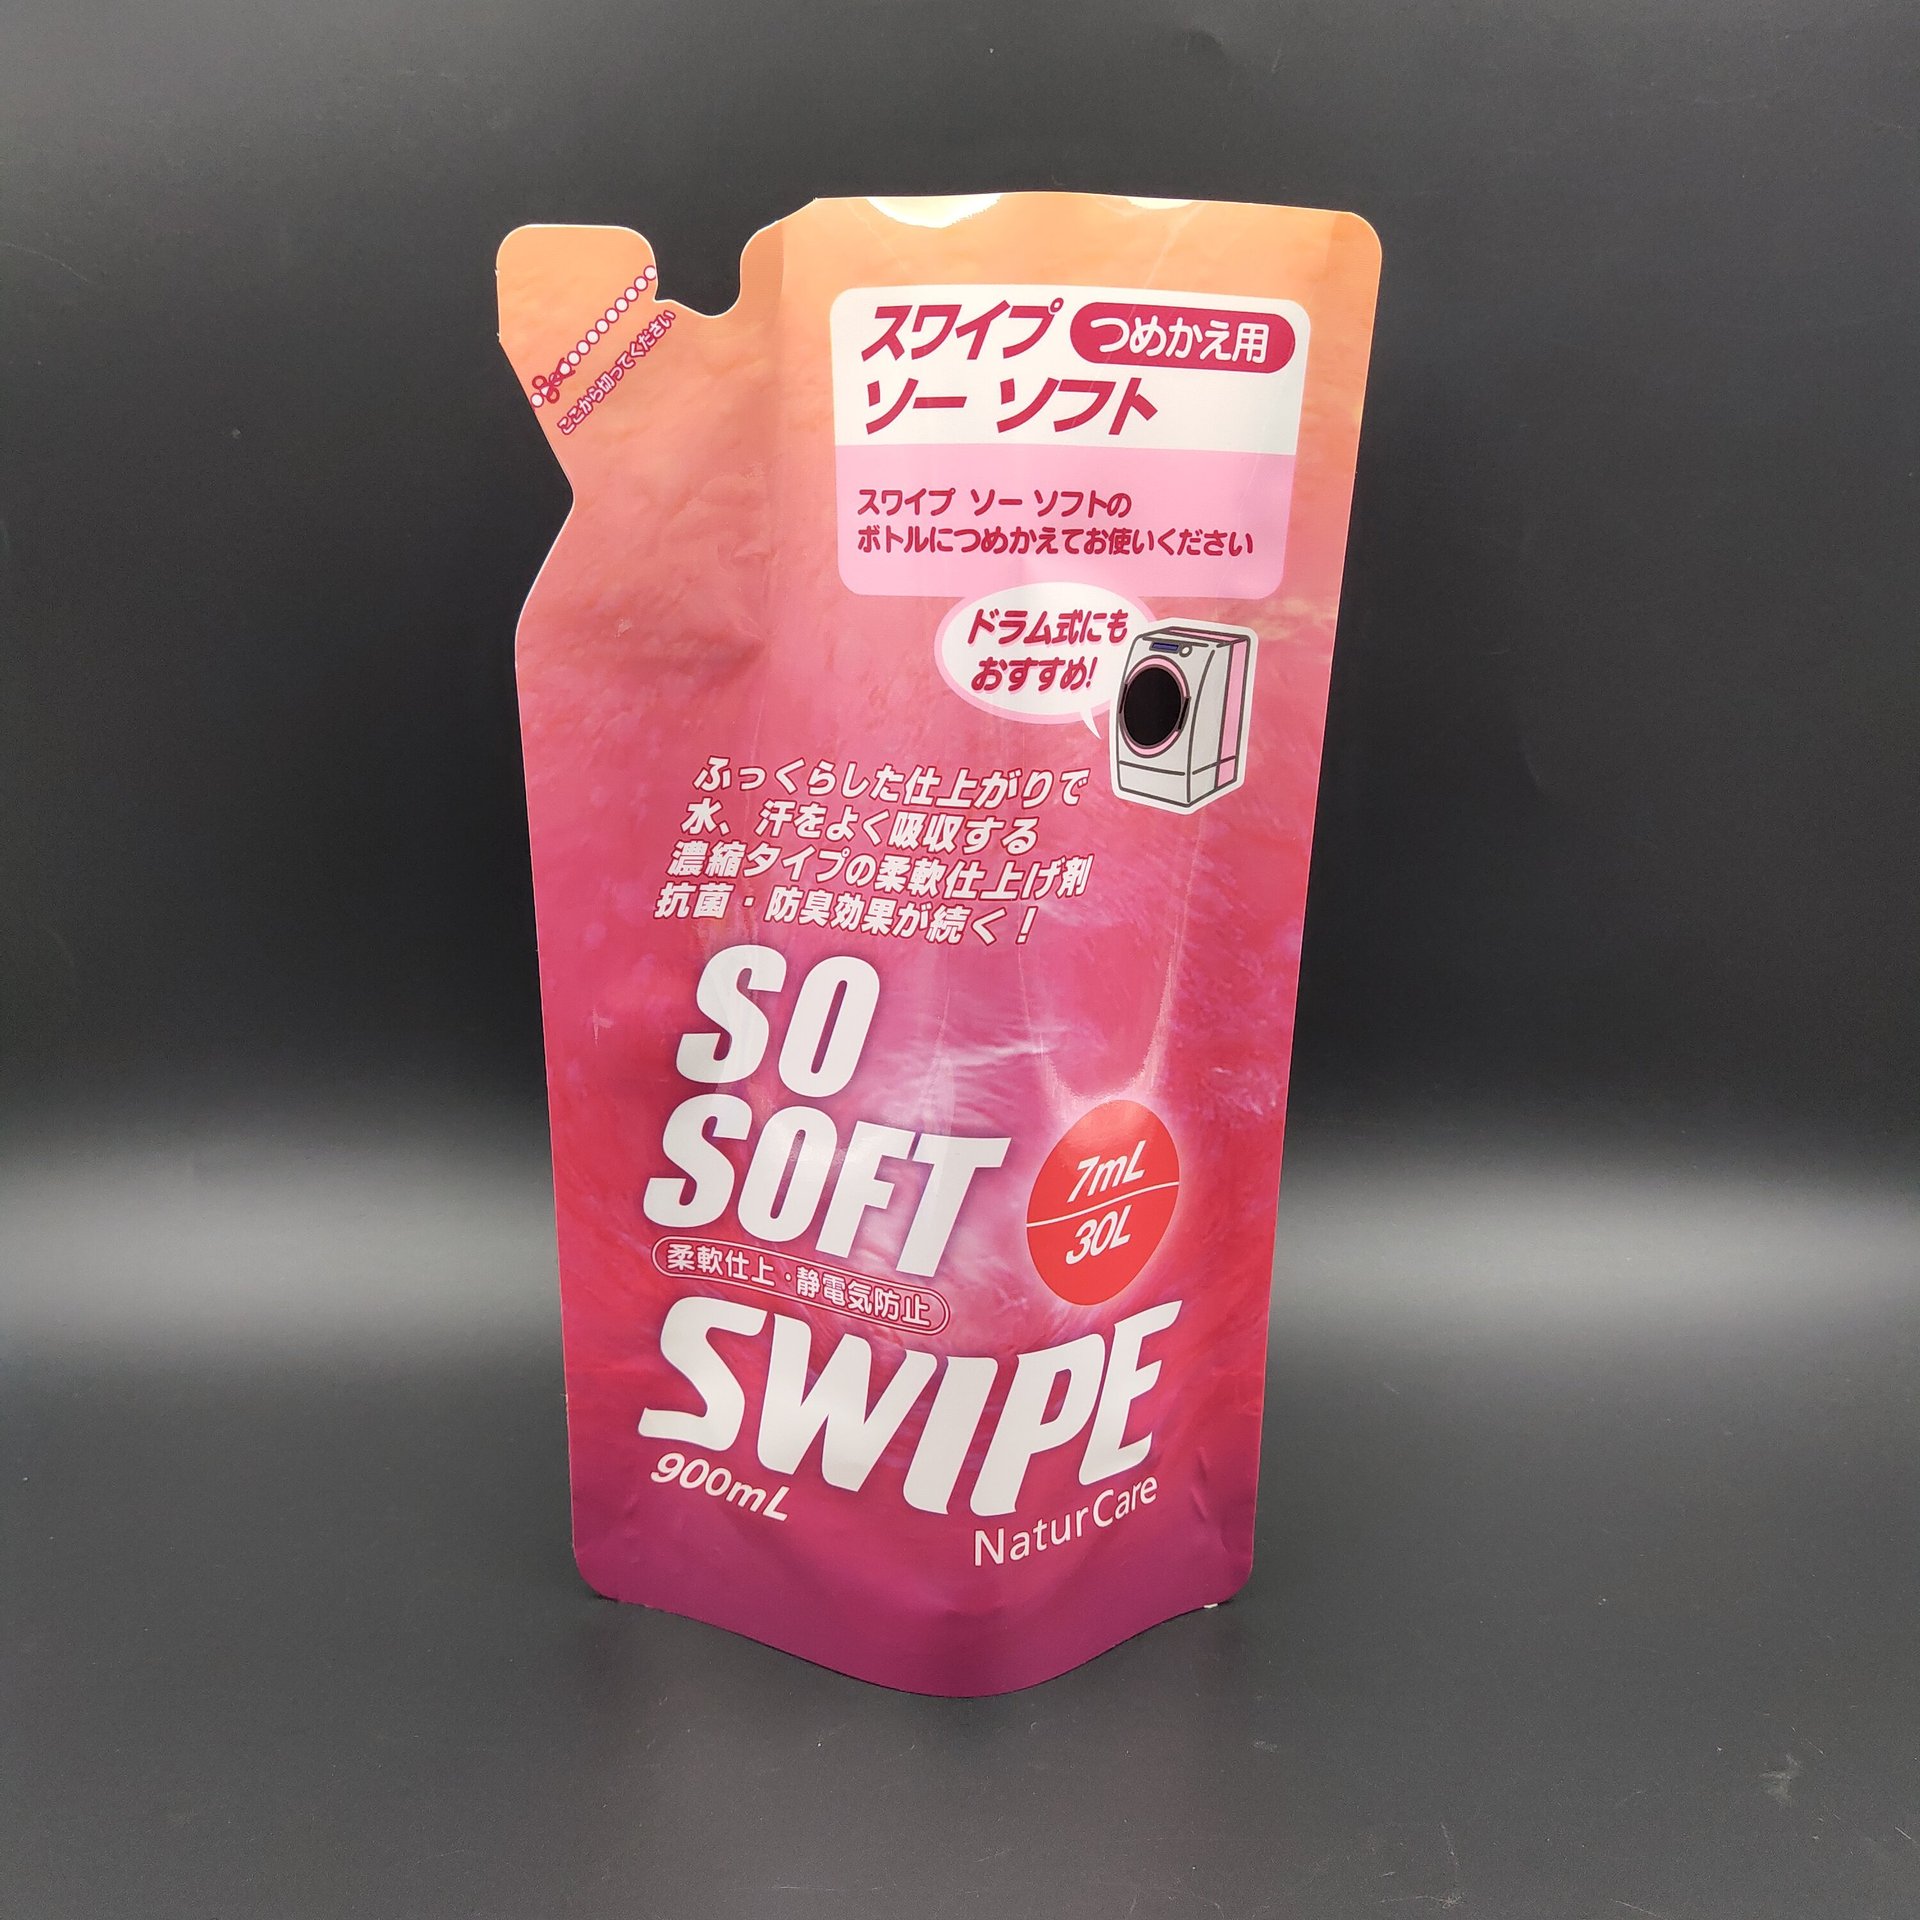 ここから切ってください
スワイプ つめかえ用
ソー ソフト
スワイプ ソー ソフトの
ボトルにつめかえてお使いください
ドラム式にも
おすすめ!
ふっくらした仕上がりで
水、汗をよく吸収する
濃縮タイプの柔軟仕上げ剤
抗菌・防臭効果が続く!
SO
SOFT
7mL
30L
柔軟仕上・静電気防止
SWIPE
900mL
NaturCare